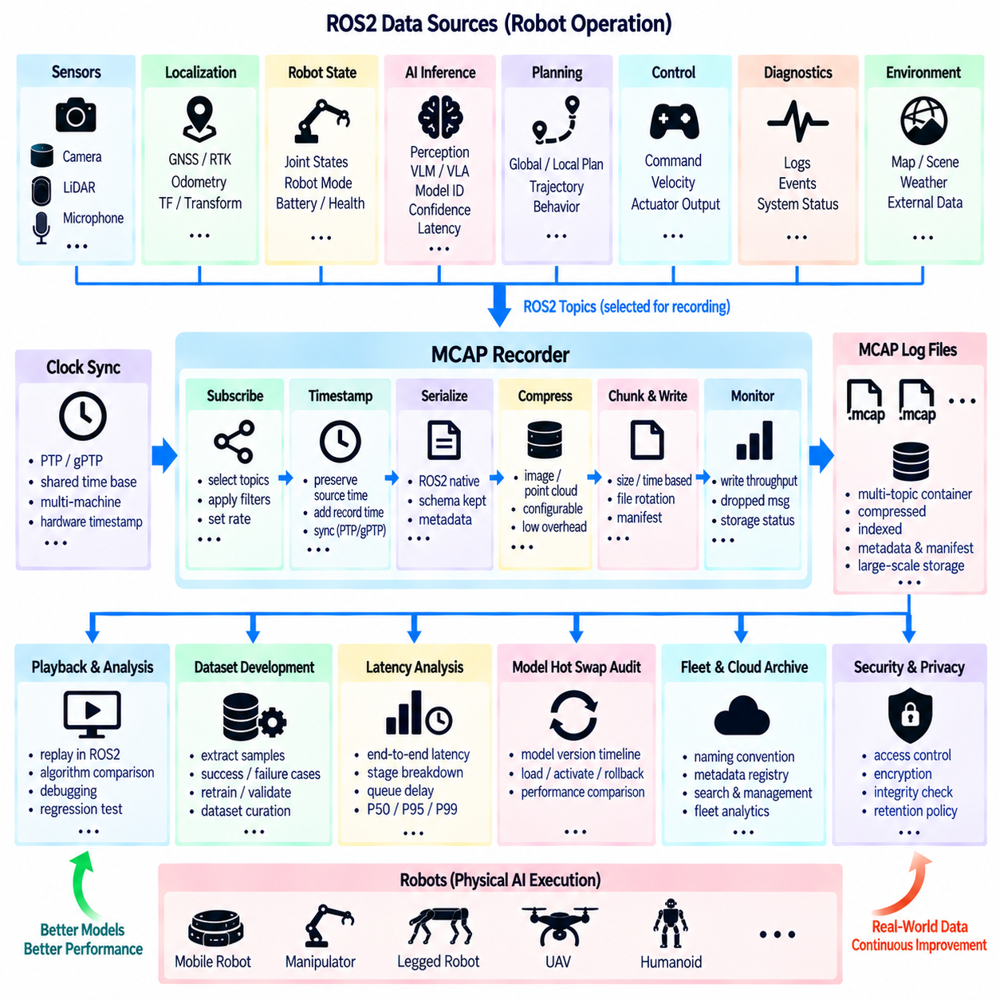 ROS2 Data Sources (Robot Operation)
Sensors
Camera
LiDAR
Microphone
...
Localization
GNSS / RTK
Odometry
TF / Transform
...
Robot State
Joint States
Robot Mode
Battery / Health
...
AI Inference
Perception
VLM / VLA
Model ID
Confidence
Latency
...
Planning
Global / Local Plan
Trajectory
Behavior
...
Control
Command
Velocity
Actuator Output
...
Diagnostics
Logs
Events
System Status
...
Environment
Map / Scene
Weather
External Data
...
ROS2 Topics (selected for recording)
Clock Sync
• PTP / gPTP
• shared time base
• multi-machine
• hardware timestamp
...
MCAP Recorder
Subscribe
• select topics
• apply filters
• set rate
...
Timestamp
• preserve
source time
• add record time
• sync (PTP/gPTP)
...
Serialize
• ROS2 native
• schema kept
• metadata
...
Compress
• image /
point cloud
• configurable
• low overhead
...
Chunk & Write
• size / time based
• file rotation
• manifest
...
Monitor
• write throughput
• dropped msg
• storage status
...
MCAP Log Files
.mcap .mcap ...
• multi-topic container
• compressed
• indexed
• metadata & manifest
• large-scale storage
...
Playback & Analysis
• replay in ROS2
• algorithm comparison
• debugging
• regression test
...
Dataset Development
• extract samples
• success / failure cases
• retrain / validate
• dataset curation
...
Latency Analysis
• end-to-end latency
• stage breakdown
• queue delay
• P50 / P95 / P99
...
Model Hot Swap Audit
• model version timeline
• load / activate / rollback
• performance comparison
...
Fleet & Cloud Archive
• naming convention
• metadata registry
• search & management
• fleet analytics
...
Security & Privacy
• access control
• encryption
• integrity check
• retention policy
...
Better Models
Better Performance
Robots (Physical AI Execution)
Mobile Robot
Manipulator
Legged Robot
UAV
Humanoid
...
Real-World Data
Continuous Improvement